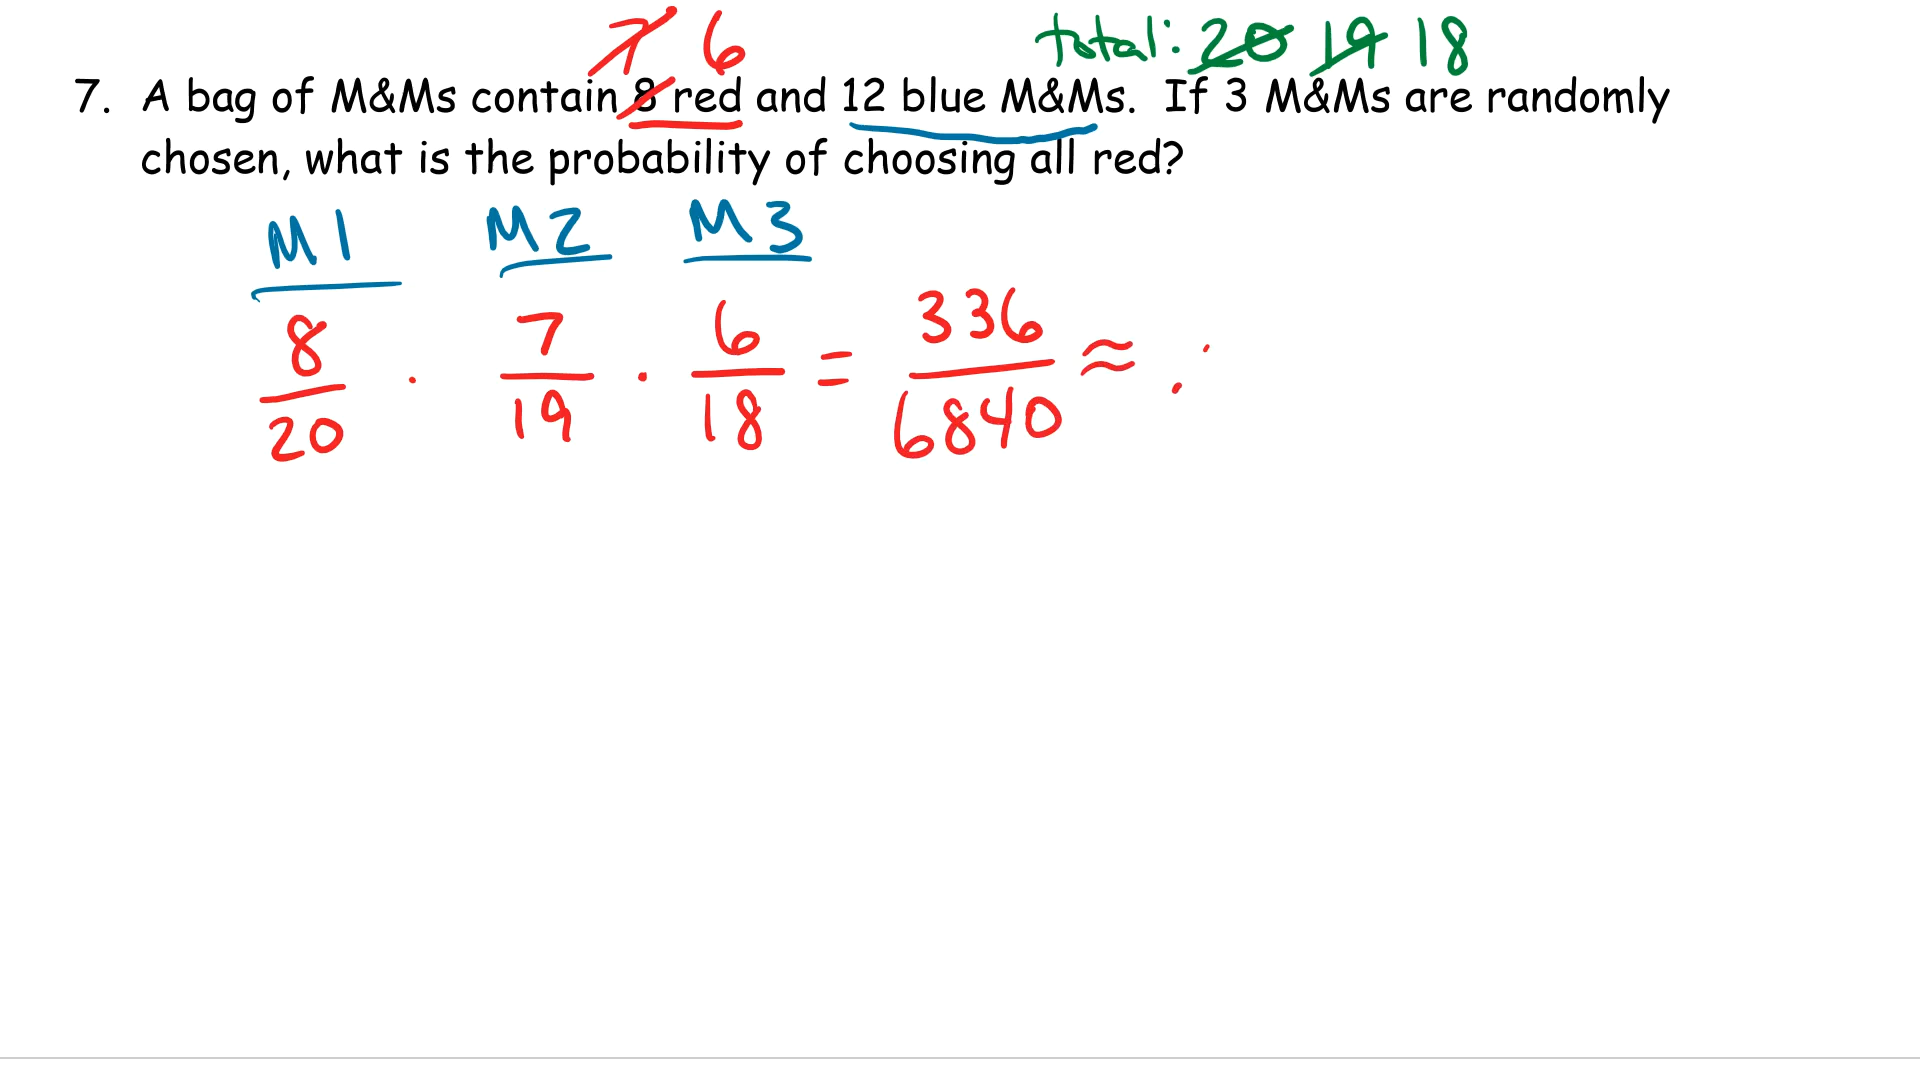 7 6 total: 20 19 18
7. A bag of M&Ms contain 8 red and 12 blue M&Ms. If 3 M&Ms are randomly
chosen, what is the probability of choosing all red?
M1 M2 M3
8/20 · 7/19 · 6/18 = 336/6840 ≈ .